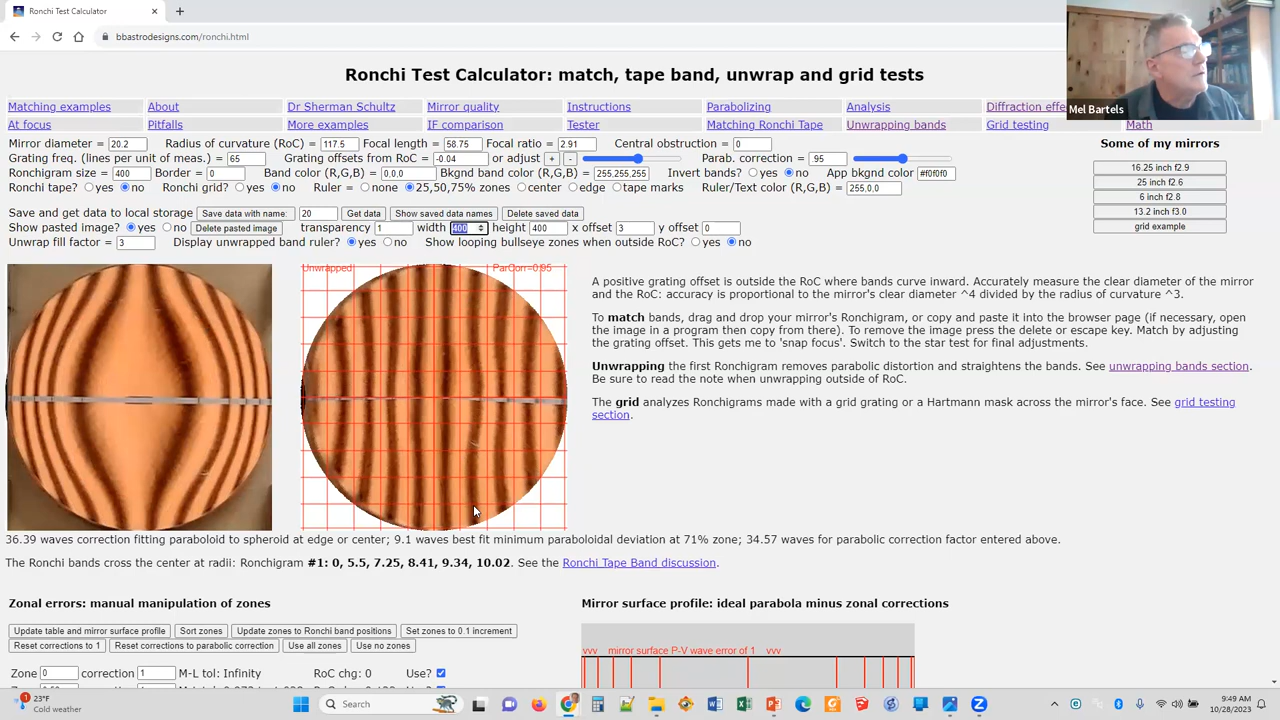 Ronchi Test Calculator
bbastrodesigns.com/ronchi.html
Mel Bartels
Ronchi Test Calculator: match, tape band, unwrap and grid tests
Matching examples About Dr Sherman Schultz Mirror quality Instructions Parabolizing Analysis Diffraction effe
At focus Pitfalls More examples IF comparison Tester Matching Ronchi Tape Unwrapping bands Grid testing Math
Mirror diameter = 20.2 Radius of curvature (ROC) = 117.5 Focal length = 58.75 Focal ratio = 2.91 Central obstruction = 0
Grating freq. (lines per unit of meas.) = 65 Grating offsets from RoC = -0.04 or adjust + - Parab. correction = 95
Ronchigram size = 400 Border = 0 Band color (R,G,B) = 0,0,0 Bkgnd band color (R,G,B) = 255,255,255 Invert bands? yes no App bkgnd color #f0f0f0
Ronchi tape? yes no Ronchi grid? yes no Ruler = none 25,50,75% zones center edge tape marks Ruler/Text color (R,G,B) = 255,0,0
Save and get data to local storage Save data with name: 20 Get data Show saved data names Delete saved data
Show pasted image? yes no Delete pasted image transparency 1 width 400 height 400 x offset 3 y offset 0
Unwrap fill factor = 3 Display unwrapped band ruler? yes no Show looping bullseye zones when outside RoC? yes no
Some of my mirrors
16.25 inch f2.9
25 inch f2.6
6 inch f2.8
13.2 inch f3.0
grid example
Unwrapped ParCorr=0.95
A positive grating offset is outside the RoC where bands curve inward. Accurately measure the clear diameter of the mirror
and the RoC: accuracy is proportional to the mirror's clear diameter ^4 divided by the radius of curvature ^3.
To match bands, drag and drop your mirror's Ronchigram, or copy and paste it into the browser page (if necessary, open
the image in a program then copy from there). To remove the image press the delete or escape key. Match by adjusting
the grating offset. This gets me to 'snap focus'. Switch to the star test for final adjustments.
Unwrapping the first Ronchigram removes parabolic distortion and straightens the bands. See unwrapping bands section.
Be sure to read the note when unwrapping outside of RoC.
The grid analyzes Ronchigrams made with a grid grating or a Hartmann mask across the mirror's face. See grid testing
section.
36.39 waves correction fitting paraboloid to spheroid at edge or center; 9.1 waves best fit minimum paraboloidal deviation at 71% zone; 34.57 waves for parabolic correction factor entered above.
The Ronchi bands cross the center at radii: Ronchigram #1: 0, 5.5, 7.25, 8.41, 9.34, 10.02. See the Ronchi Tape Band discussion.
Zonal errors: manual manipulation of zones
Update table and mirror surface profile Sort zones Update zones to Ronchi band positions Set zones to 0.1 increment
Reset corrections to 1 Reset corrections to parabolic correction Use all zones Use no zones
Zone 0 correction 1 M-L tol: Infinity RoC chg: 0 Use?
Mirror surface profile: ideal parabola minus zonal corrections
vvv mirror surface P-V wave error of 1 vvv
23°F
Cold weather
Search
9:49 AM
10/28/2023